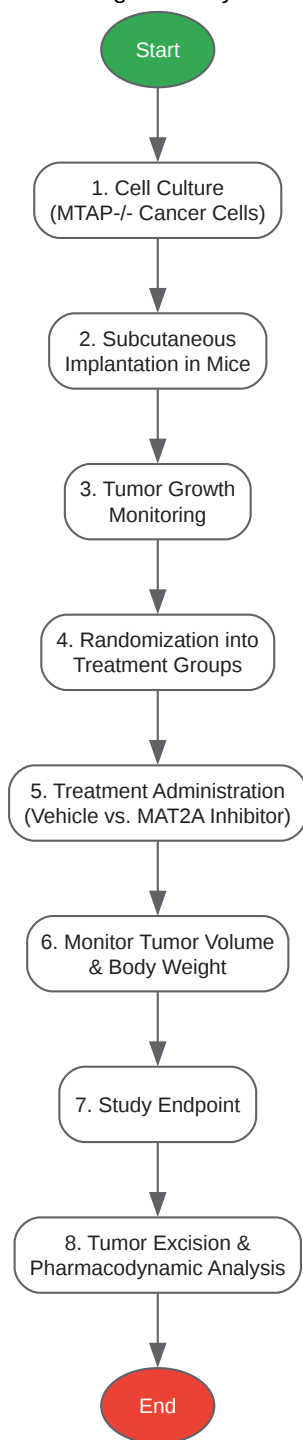 Start
1. Cell Culture
(MTAP-/- Cancer Cells)
2. Subcutaneous
Implantation in Mice
3. Tumor Growth
Monitoring
4. Randomization into
Treatment Groups
5. Treatment Administration
(Vehicle vs. MAT2A Inhibitor)
6. Monitor Tumor Volume
& Body Weight
7. Study Endpoint
8. Tumor Excision &
Pharmacodynamic Analysis
End